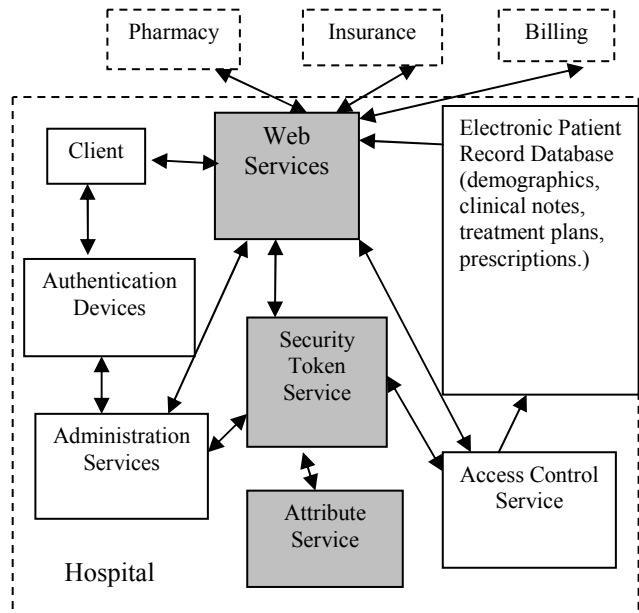 Pharmacy
Insurance
Billing
Client
Web
Services
Electronic Patient
Record Database
(demographics,
clinical notes,
treatment plans,
prescriptions.)
Authentication
Devices
Security
Token
Service
Administration
Services
Access Control
Service
Attribute
Service
Hospital